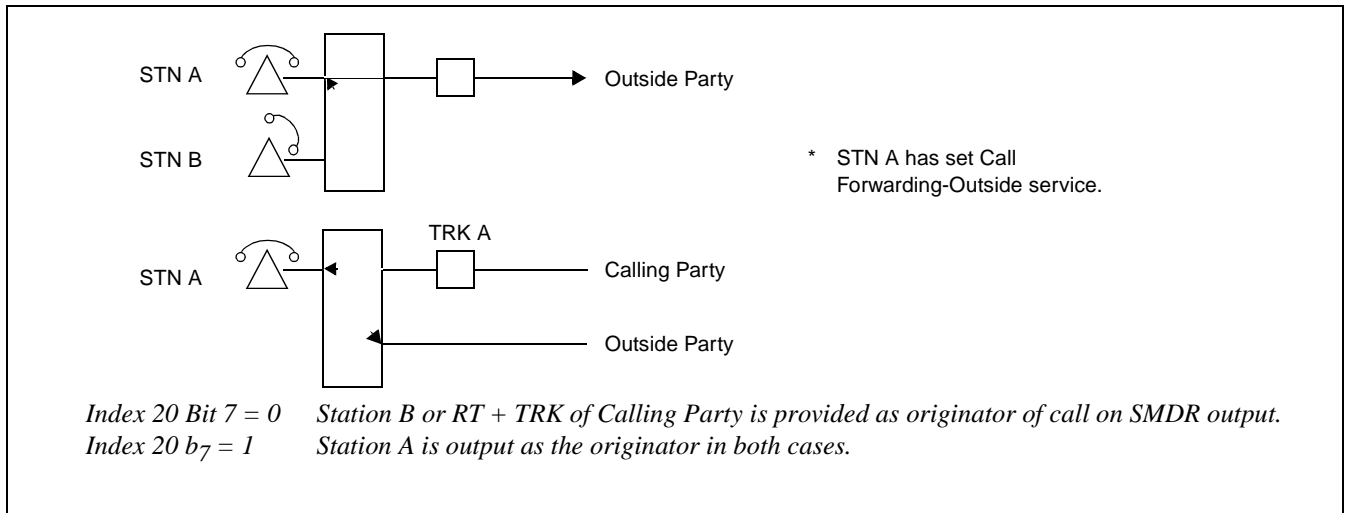 STN A
Outside Party
STN B
* STN A has set Call
Forwarding-Outside service.
TRK A
STN A
Calling Party
Outside Party
Index 20 Bit 7 = 0 Station B or RT + TRK of Calling Party is provided as originator of call on SMDR output.
Index 20 b7 = 1 Station A is output as the originator in both cases.